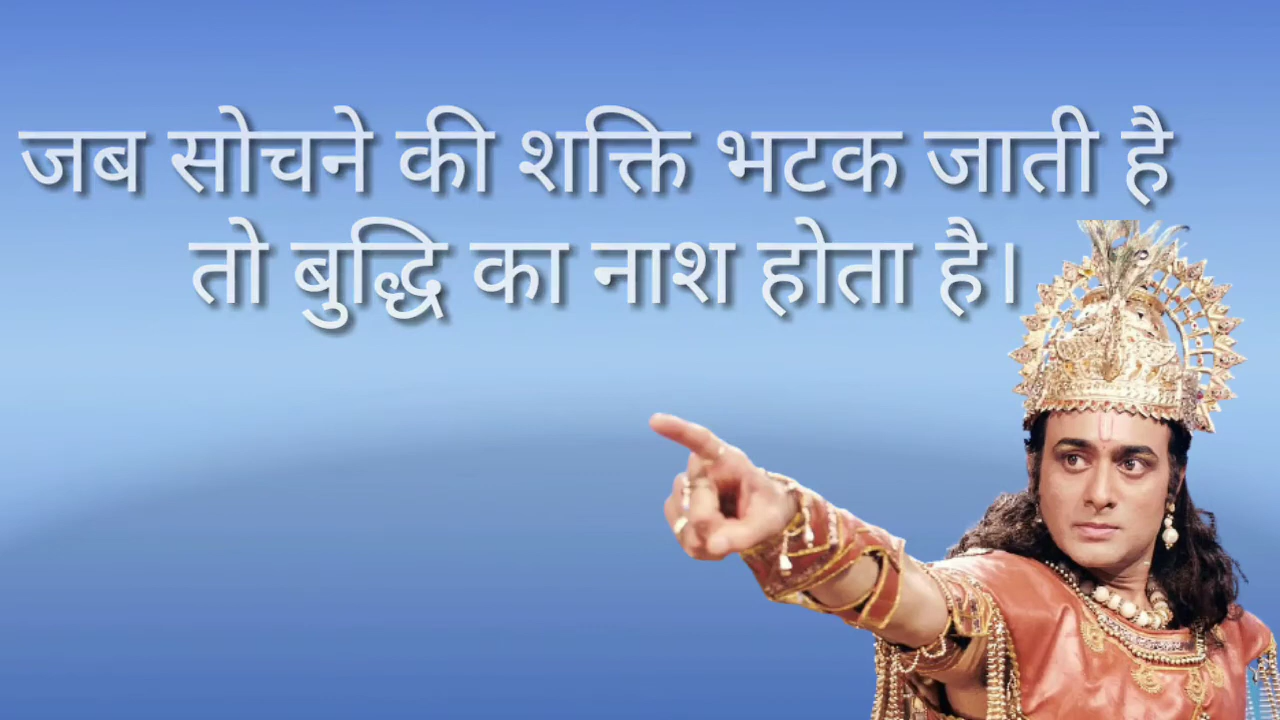 जब सोचने की शक्ति भटक जाती है
तो बुद्धि का नाश होता है।